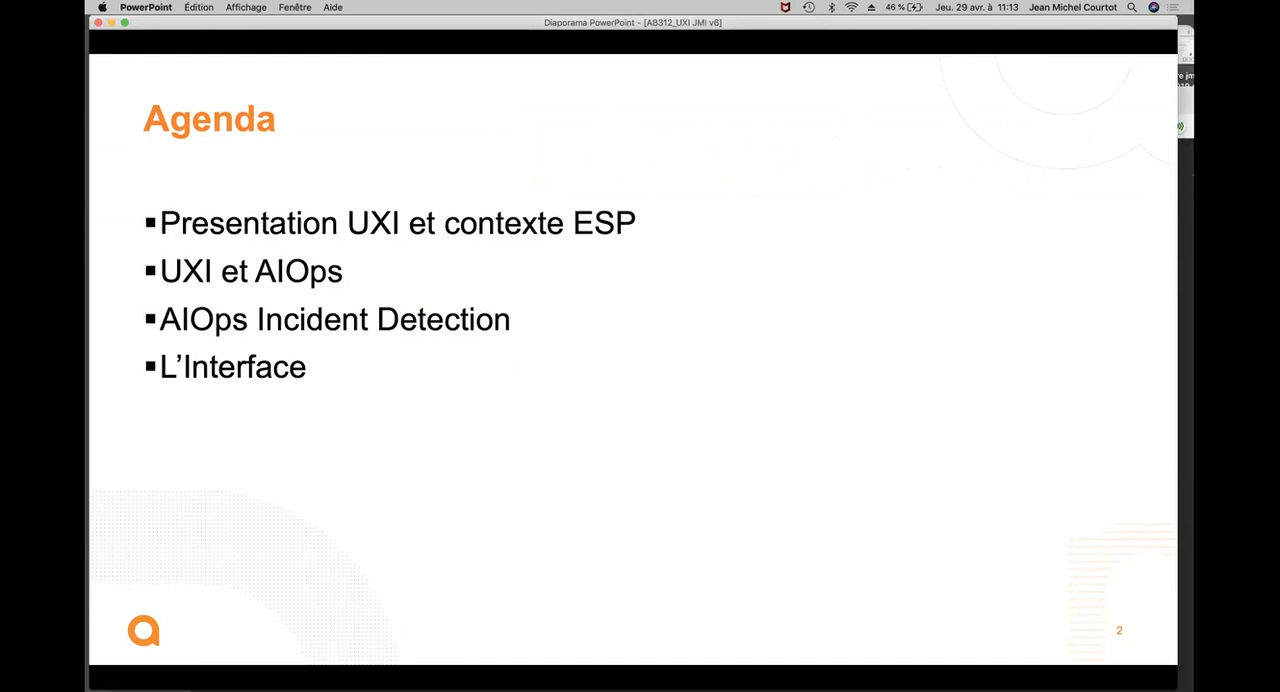 PowerPoint Édition Affichage Fenêtre Aide 46 % Jeu. 29 avr. à 11:13 Jean Michel Courtot
Diaporama PowerPoint - [AB312_UXI JMi v6]
Agenda
▪Presentation UXI et contexte ESP
▪UXI et AIOps
▪AIOps Incident Detection
▪L’Interface
2